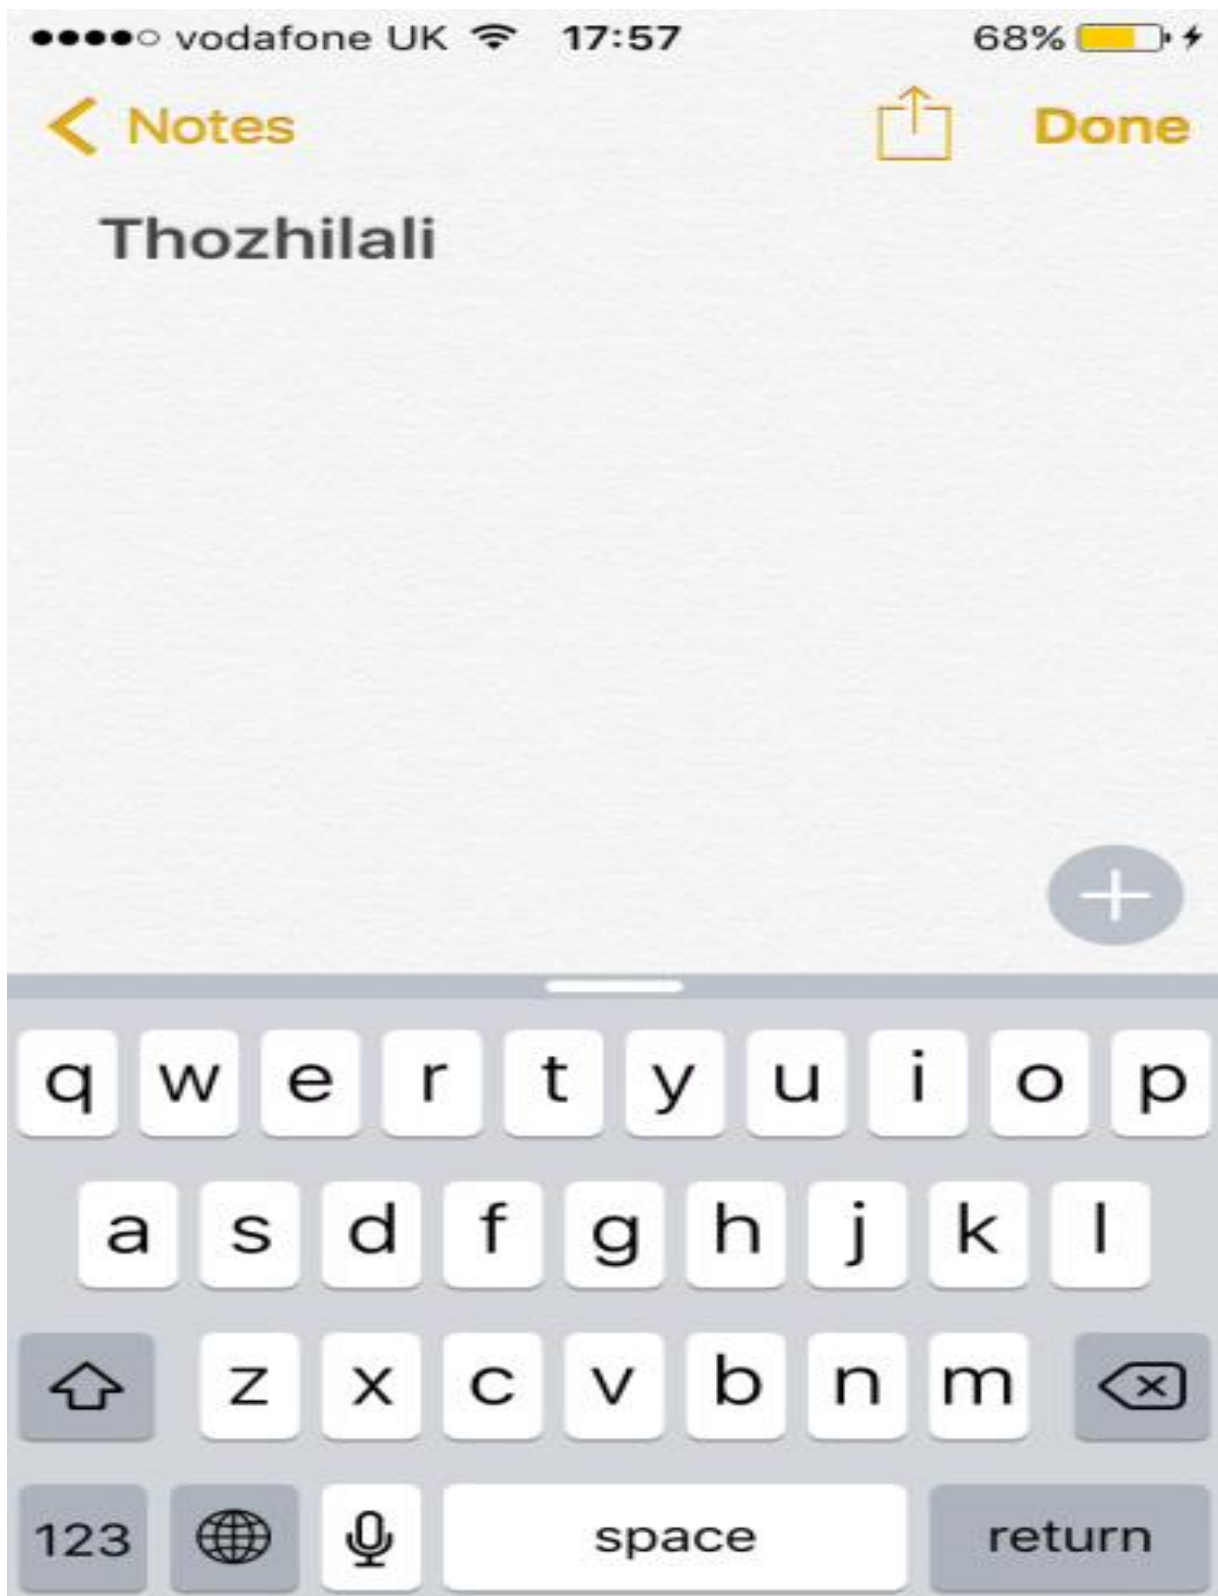 vodafone UK 17:57 68%
Notes Done
Thozhilali
q w e r t y u i o p
a s d f g h j k l
z x c v b n m
123 space return